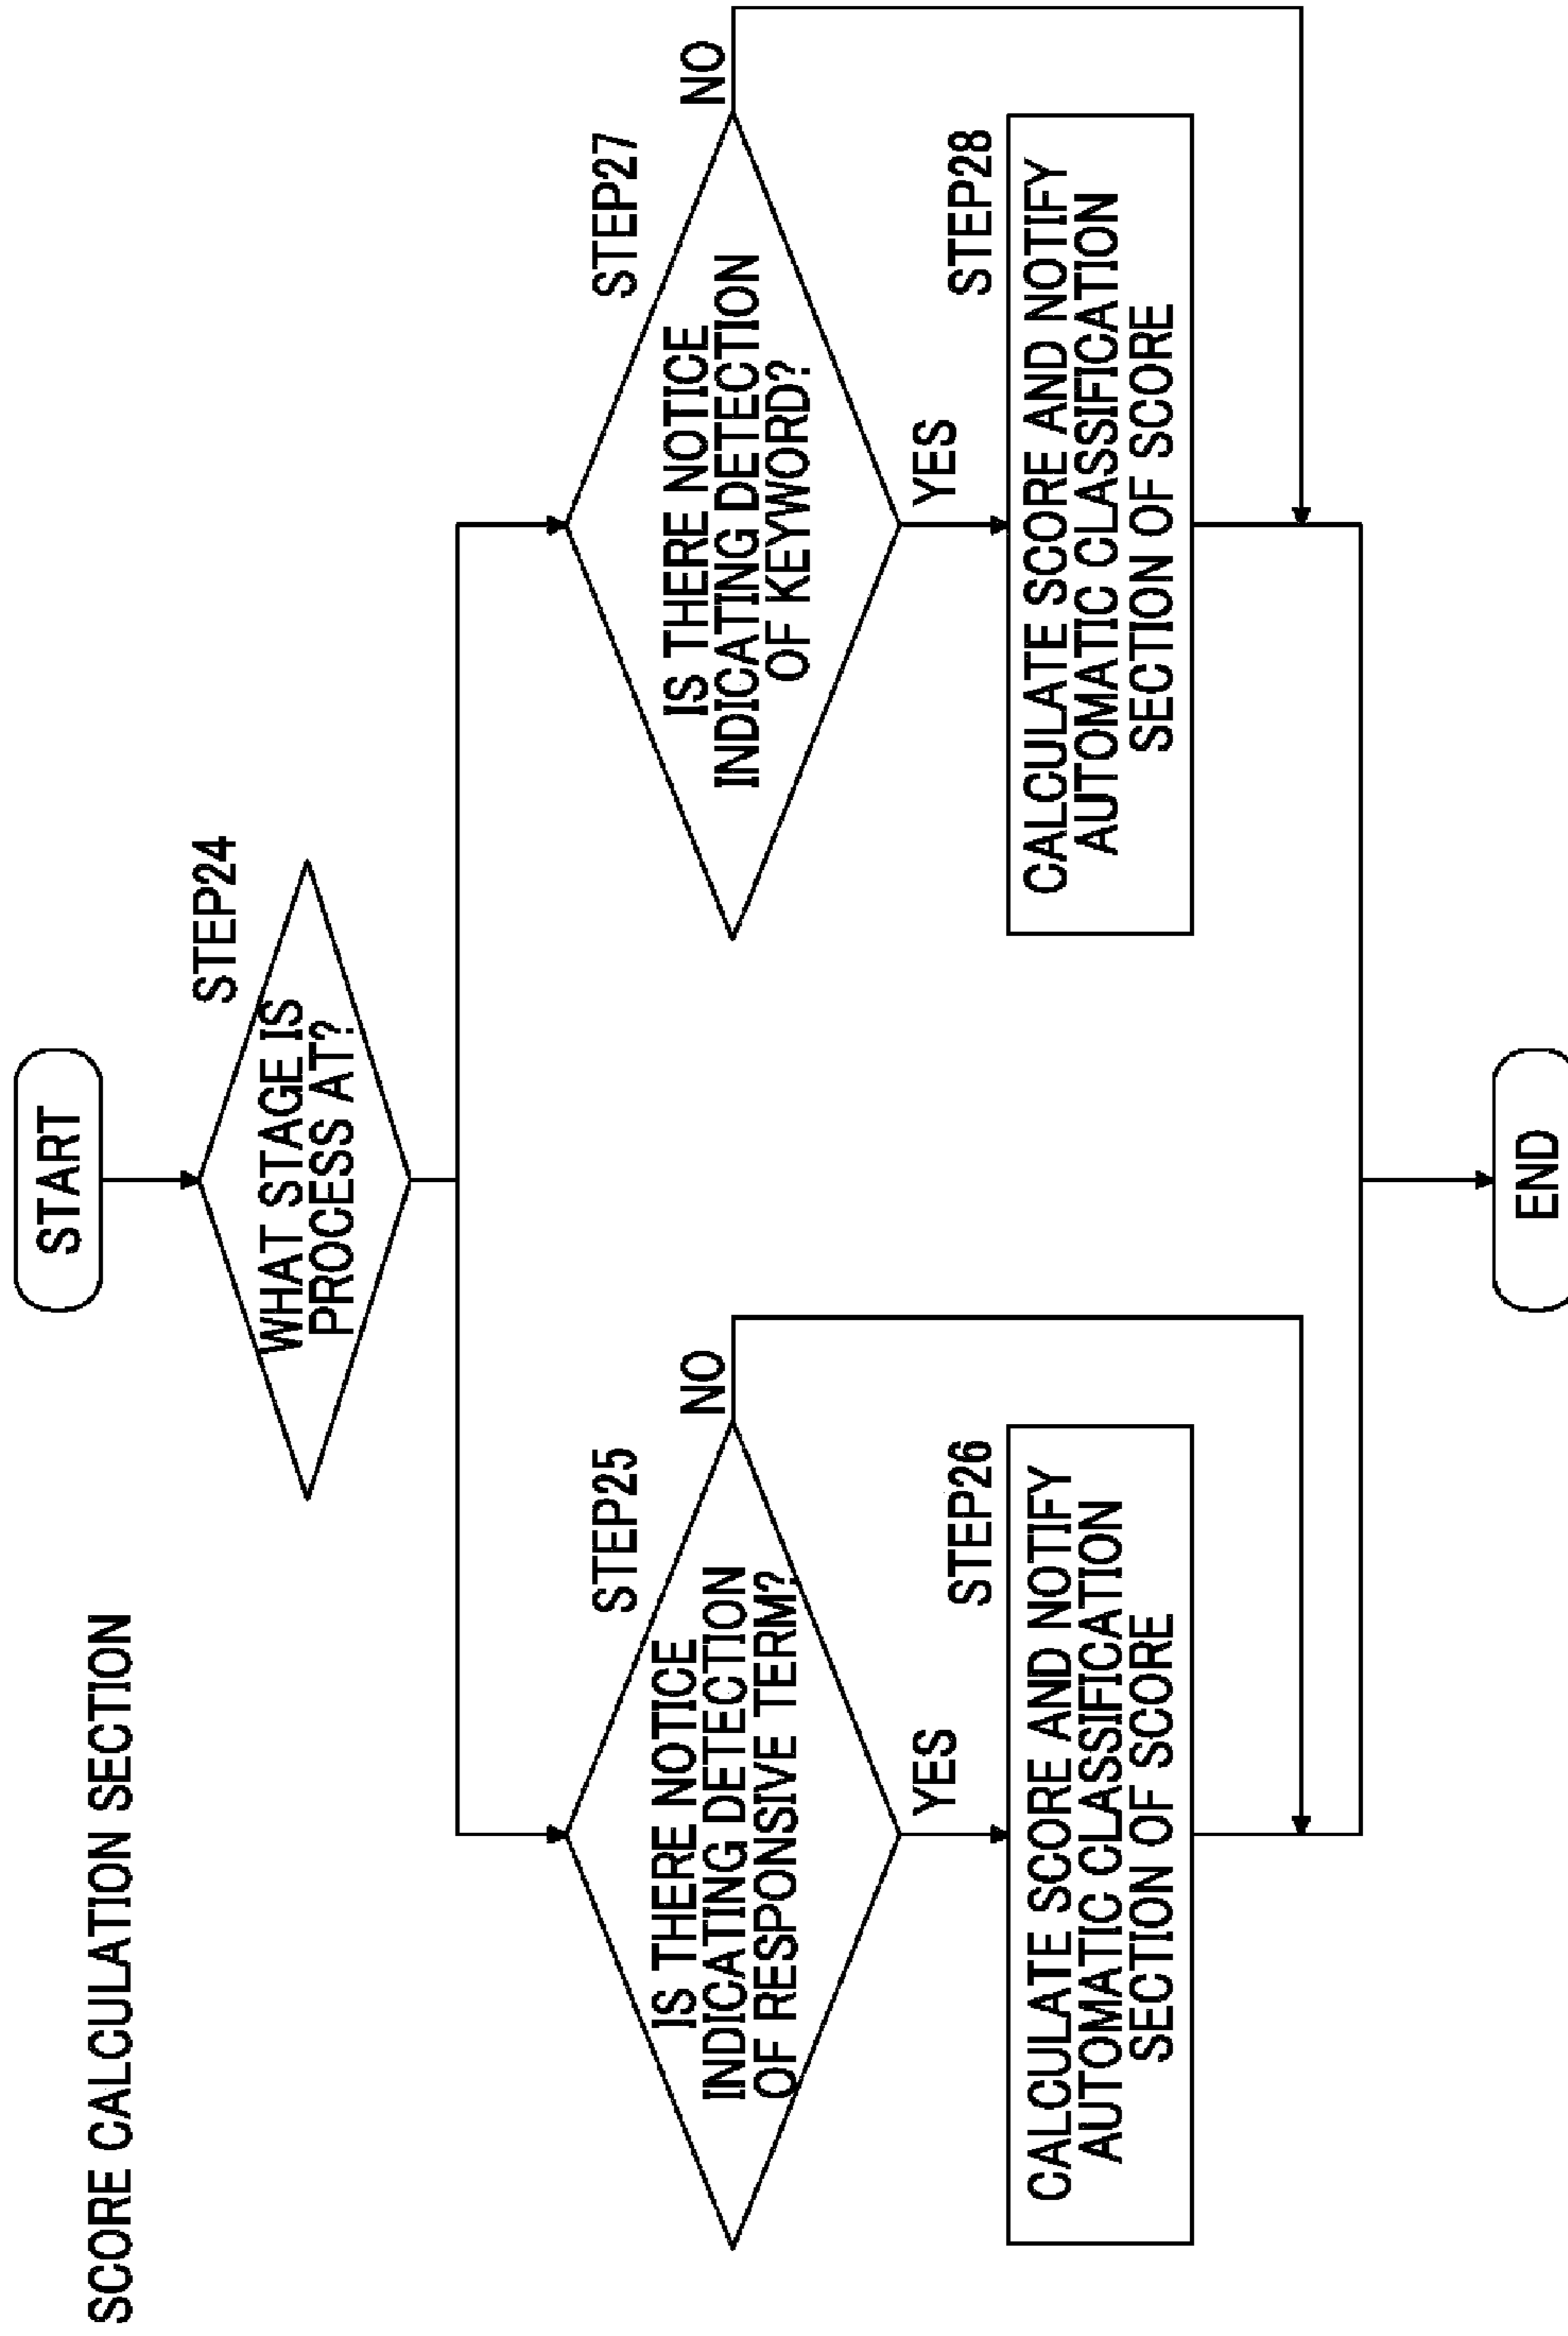 SCORE CALCULATION SECTION
START
STEP24
WHAT STAGE IS
PROCESS AT?
STEP25
IS THERE NOTICE
INDICATING DETECTION
OF RESPONSIVE TERM?
NO
YES
STEP26
CALCULATE SCORE AND NOTIFY
AUTOMATIC CLASSIFICATION
SECTION OF SCORE
STEP27
IS THERE NOTICE
INDICATING DETECTION
OF KEYWORD?
NO
YES
STEP28
CALCULATE SCORE AND NOTIFY
AUTOMATIC CLASSIFICATION
SECTION OF SCORE
END